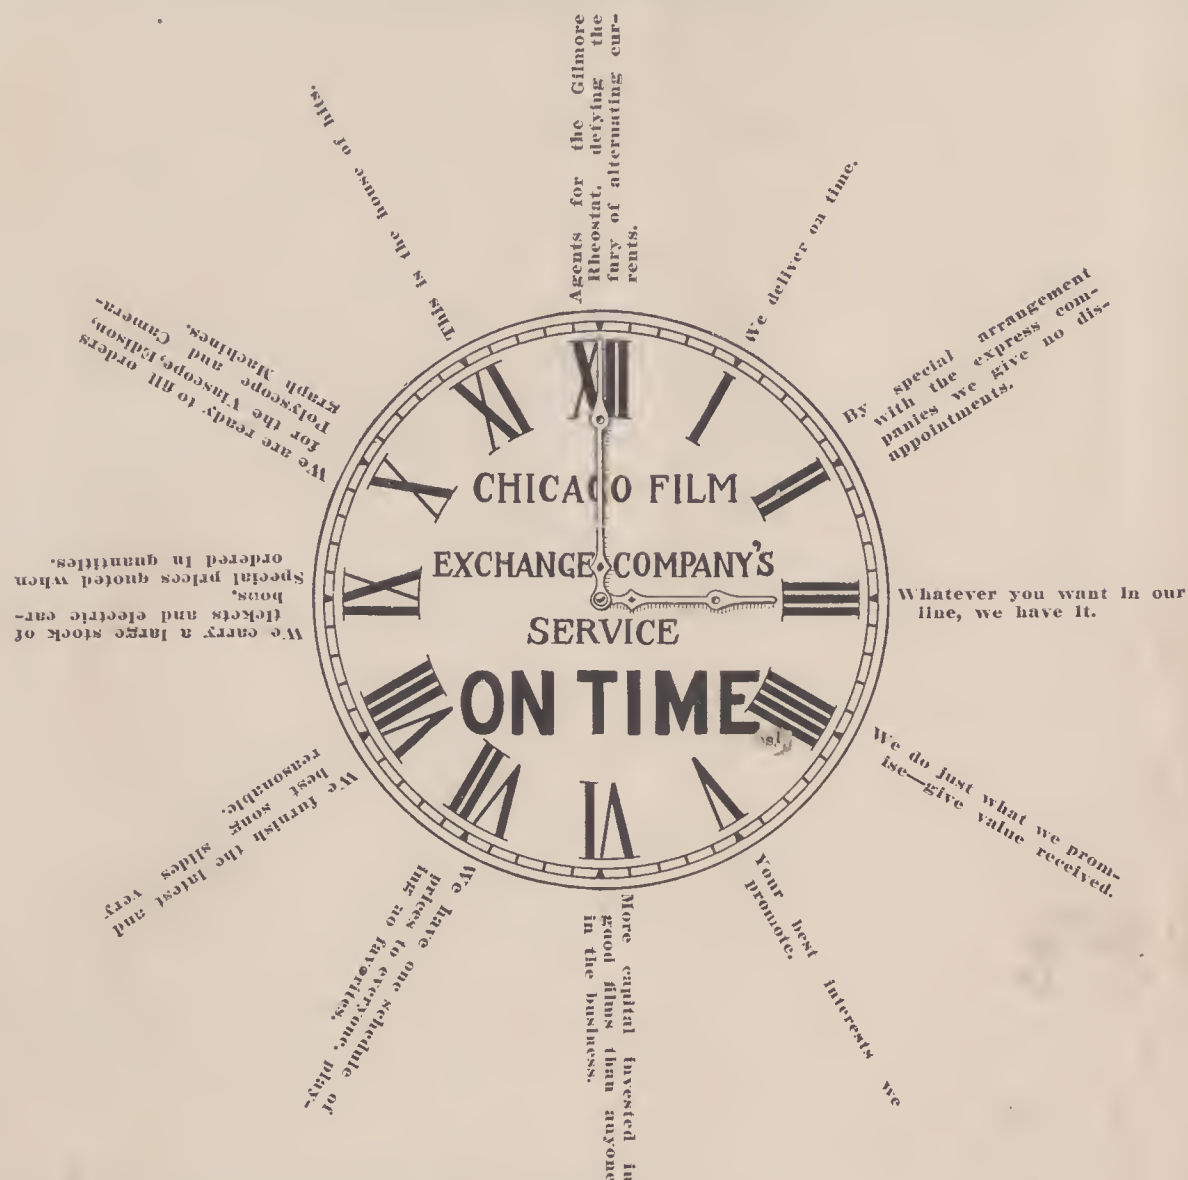 Agents for the Gilmore
Rheostat, defying the
fury of alternating cur-
rents.
We deliver on time.
By special arrangement
with the express com-
panies we give no dis-
appointments.
Whatever you want in our
line, we have it.
We do just what we prom-
ise—give value received.
Your best interests we
promote.
More capital invested in
good films than anyone
in the business.
We have one schedule of
prices to everyone, play-
ing no favorites.
We furnish the latest and
best song slides very
reasonable.
We carry a large stock of
tickets and electric car-
bons.
Special prices quoted when
ordered in quantities.
We are ready to fill orders
for the Viascope, Edison,
Polyscope and Camera-
graph Machines.
This is the house of hits.
XII
I
II
III
IIII
V
VI
VII
VIII
IX
X
XI
CHICAGO FILM
EXCHANGE COMPANY'S
SERVICE
ON TIME